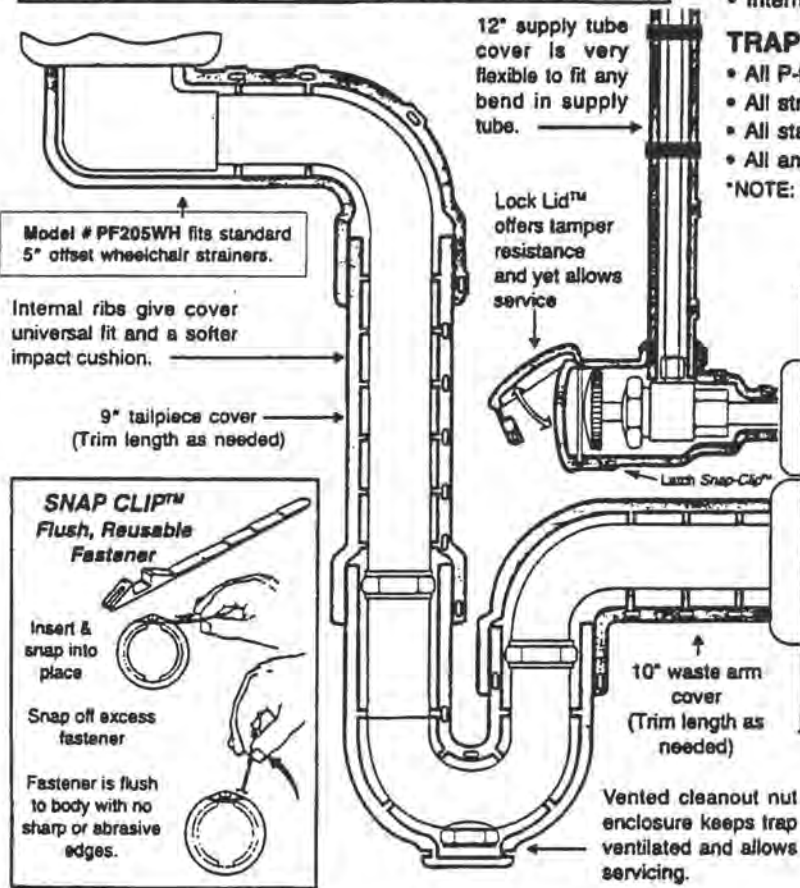 12" supply tube
cover is very
flexible to fit any
bend in supply
tube.
• Intern
TRAP
• All P-
• All str
• All sta
• All an
*NOTE:
Model # PF205WH fits standard
5" offset wheelchair strainers.
Lock Lid™
offers tamper
resistance
and yet allows
service
Internal ribs give cover
universal fit and a softer
impact cushion.
9" tailpiece cover
(Trim length as needed)
Latch Snap-Clip™
SNAP CLIP™
Flush, Reusable
Fastener
Insert &
snap into
place
Snap off excess
fastener
Fastener is flush
to body with no
sharp or abrasive
edges.
10" waste arm
cover
(Trim length as
needed)
Vented cleanout nut
enclosure keeps trap
ventilated and allows
servicing.